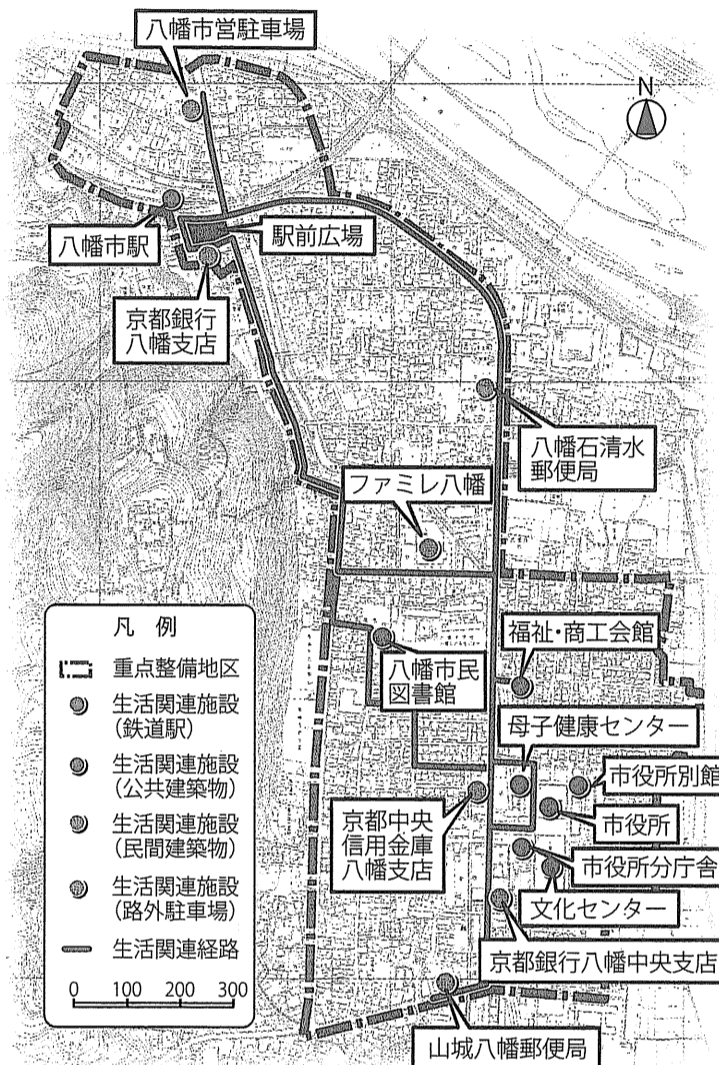 八幡市営駐車場
N
八幡市駅
駅前広場
京都銀行
八幡支店
八幡石清水
郵便局
ファミレ八幡
福祉・商工会館
八幡市民
図書館
母子健康センター
市役所別館
京都中央
信用金庫
八幡支店
市役所
市役所分庁舎
文化センター
京都銀行八幡中央支店
山城八幡郵便局
凡 例
重点整備地区
生活関連施設
(鉄道駅)
生活関連施設
(公共建築物)
生活関連施設
(民間建築物)
生活関連施設
(路外駐車場)
生活関連経路
0 100 200 300